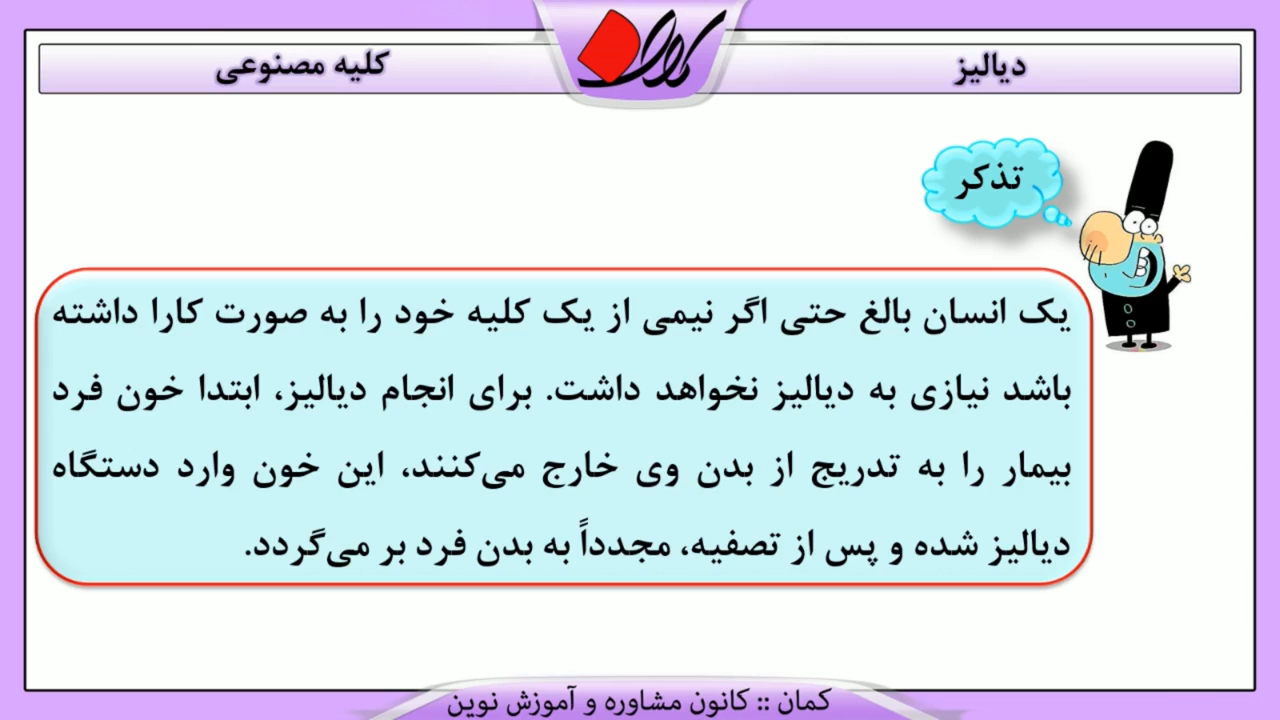 دیالیز
کلیه مصنوعی
کمان
تذکر
یک انسان بالغ حتی اگر نیمی از یک کلیه خود را به صورت کارا داشته
باشد نیازی به دیالیز نخواهد داشت. برای انجام دیالیز، ابتدا خون فرد
بیمار را به تدریج از بدن وی خارج می‌کنند، این خون وارد دستگاه
دیالیز شده و پس از تصفیه، مجدداً به بدن فرد بر می‌گردد.
کمان :: کانون مشاوره و آموزش نوین